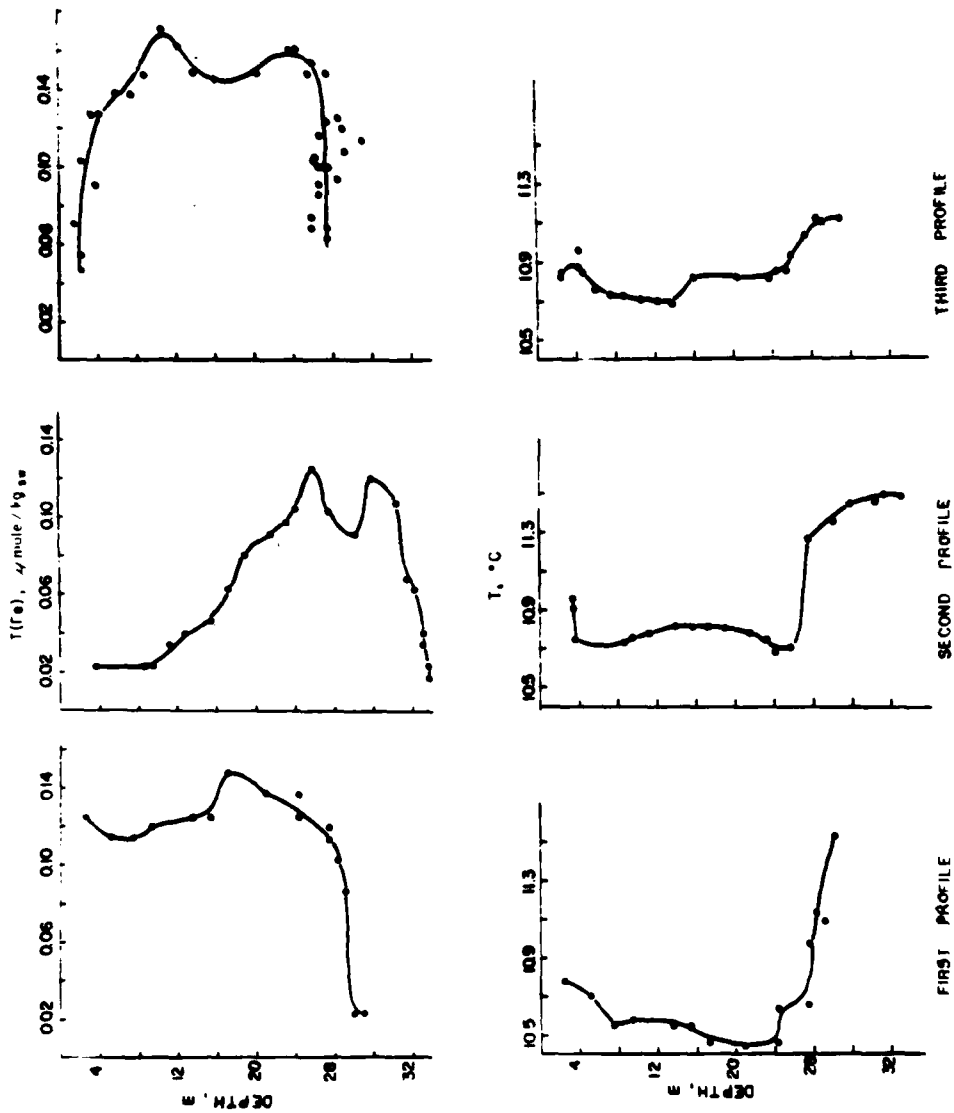 T(Fe), μmole/kg sw
0.02 0.06 0.10 0.14
0.02 0.06 0.10 0.14
0.02 0.06 0.10 0.14
4
12
20
28
32
DEPTH, m
T, °C
10.5 10.9 11.3
10.5 10.9 11.3
10.5 10.9 11.3
4
12
20
28
32
DEPTH, m
FIRST PROFILE
SECOND PROFILE
THIRD PROFILE